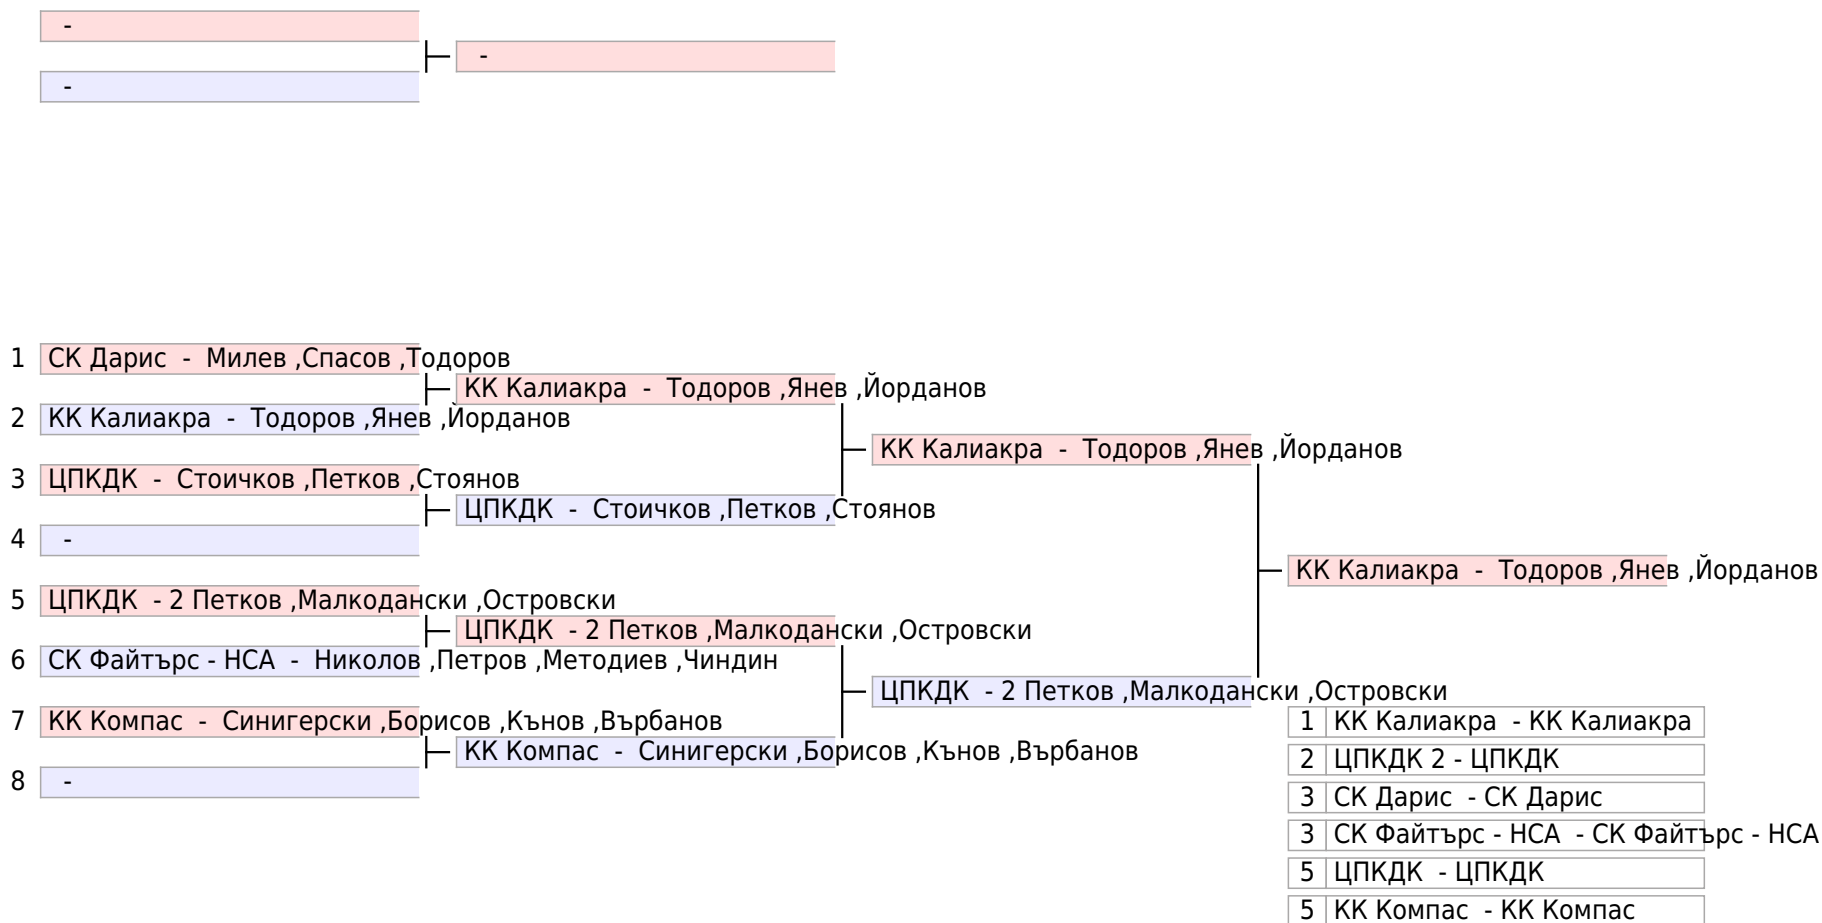 -
-
-
1 СК Дарис - Милев ,Спасов ,Тодоров
КК Калиакра - Тодоров ,Янев ,Йорданов
2 КК Калиакра - Тодоров ,Янев ,Йорданов
КК Калиакра - Тодоров ,Янев ,Йорданов
3 ЦПКДК - Стоичков ,Петков ,Стоянов
ЦПКДК - Стоичков ,Петков ,Стоянов
4 -
КК Калиакра - Тодоров ,Янев ,Йорданов
5 ЦПКДК - 2 Петков ,Малкодански ,Островски
ЦПКДК - 2 Петков ,Малкодански ,Островски
6 СК Файтърс - НСА - Николов ,Петров ,Методиев ,Чиндин
ЦПКДК - 2 Петков ,Малкодански ,Островски
7 КК Компас - Синигерски ,Борисов ,Кънов ,Върбанов
КК Компас - Синигерски ,Борисов ,Кънов ,Върбанов
8 -
1 КК Калиакра - КК Калиакра
2 ЦПКДК 2 - ЦПКДК
3 СК Дарис - СК Дарис
3 СК Файтърс - НСА - СК Файтърс - НСА
5 ЦПКДК - ЦПКДК
5 КК Компас - КК Компас